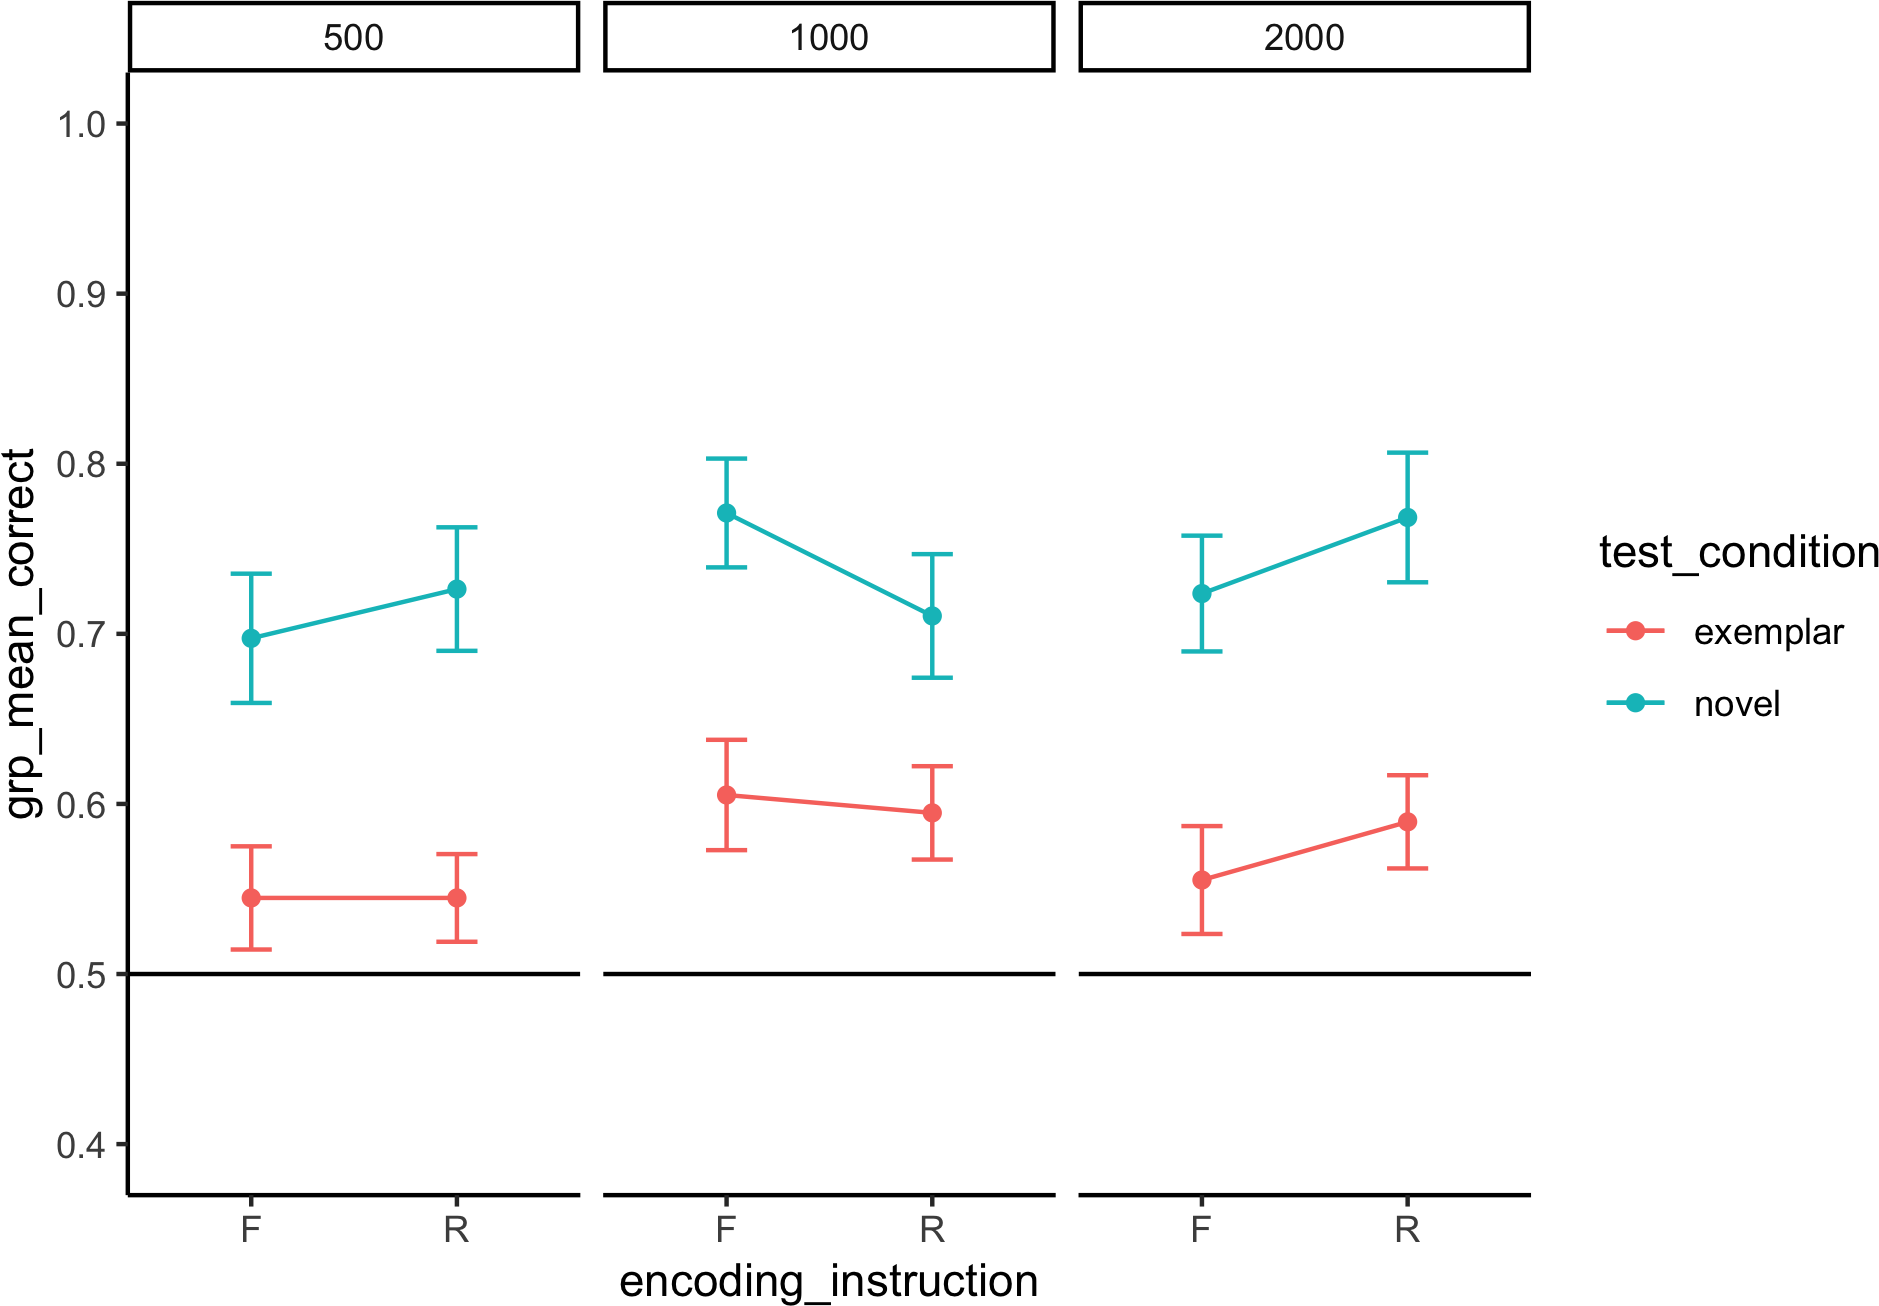 500 1000 2000
1.0
0.9
0.8
0.7
0.6
0.5
0.4
grp_mean_correct
F R F R F R
encoding_instruction
test_condition
exemplar
novel